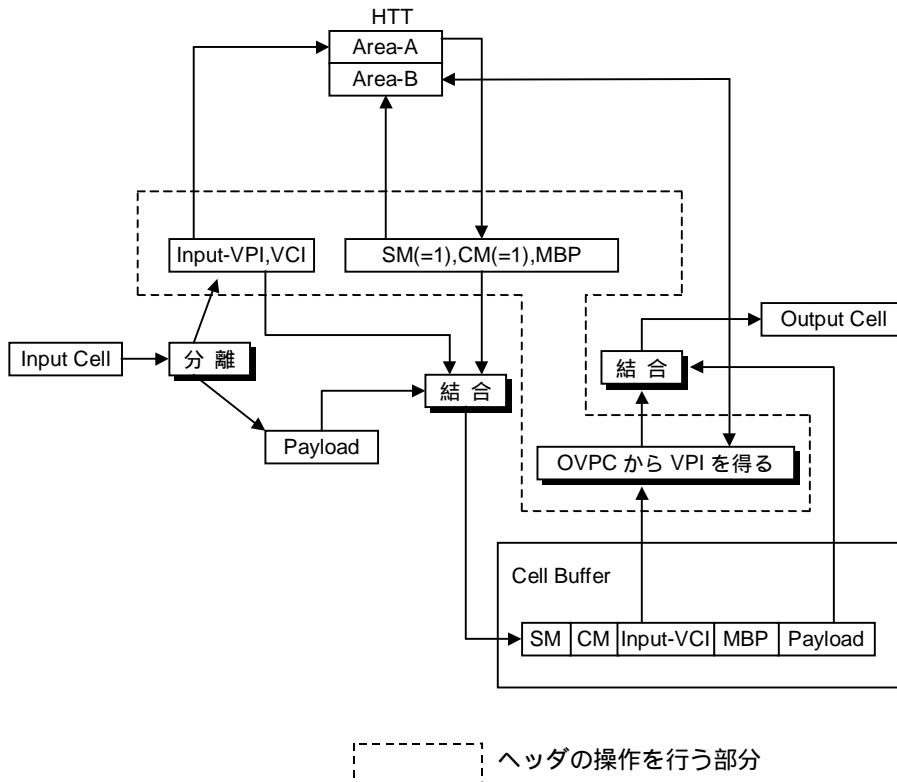 HTT
Area-A
Area-B
Input-VPI,VCI
SM(=1),CM(=1),MBP
Output Cell
Input Cell
分 離
結 合
結 合
Payload
OVPC から VPI を得る
Cell Buffer
SM CM Input-VCI MBP Payload
ヘッダの操作を行う部分